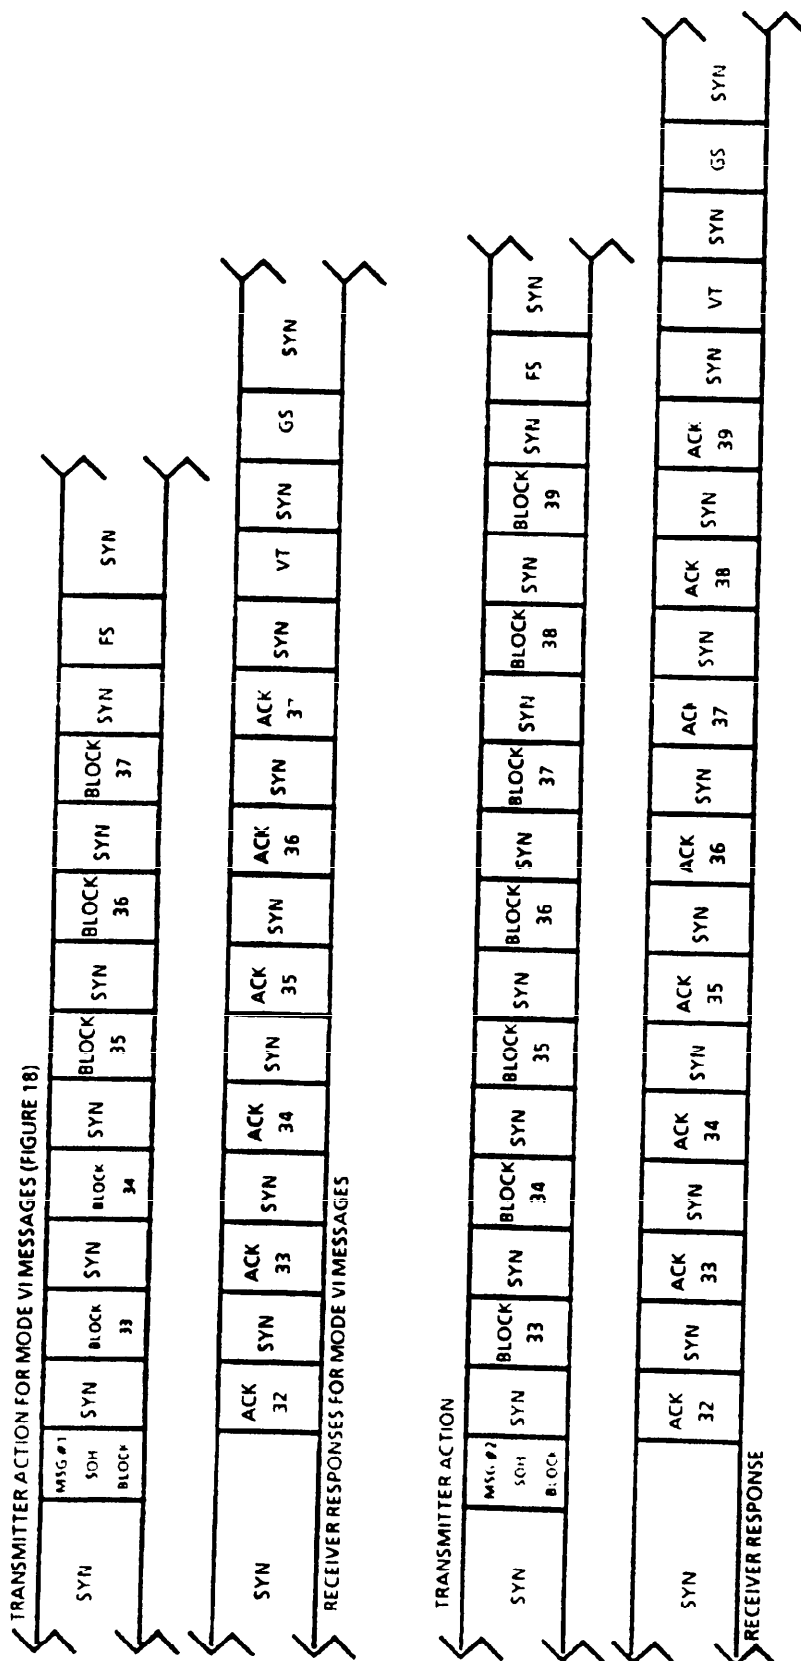 TRANSMITTER ACTION FOR MODE VI MESSAGES (FIGURE 18)
SYN
MSG #1
SOH
BLOCK
SYN
BLOCK
33
SYN
BLOCK
34
SYN
BLOCK
35
SYN
BLOCK
36
SYN
BLOCK
37
SYN
FS
SYN
SYN
ACK
32
SYN
ACK
33
SYN
ACK
34
SYN
ACK
35
SYN
ACK
36
SYN
ACK
37
SYN
VT
SYN
GS
SYN
RECEIVER RESPONSES FOR MODE VI MESSAGES
TRANSMITTER ACTION
SYN
MSG #2
SOH
BLOCK
SYN
BLOCK
33
SYN
BLOCK
34
SYN
BLOCK
35
SYN
BLOCK
36
SYN
BLOCK
37
SYN
BLOCK
38
SYN
BLOCK
39
SYN
FS
SYN
SYN
ACK
32
SYN
ACK
33
SYN
ACK
34
SYN
ACK
35
SYN
ACK
36
SYN
ACK
37
SYN
ACK
38
SYN
ACK
39
SYN
VT
SYN
GS
SYN
RECEIVER RESPONSE